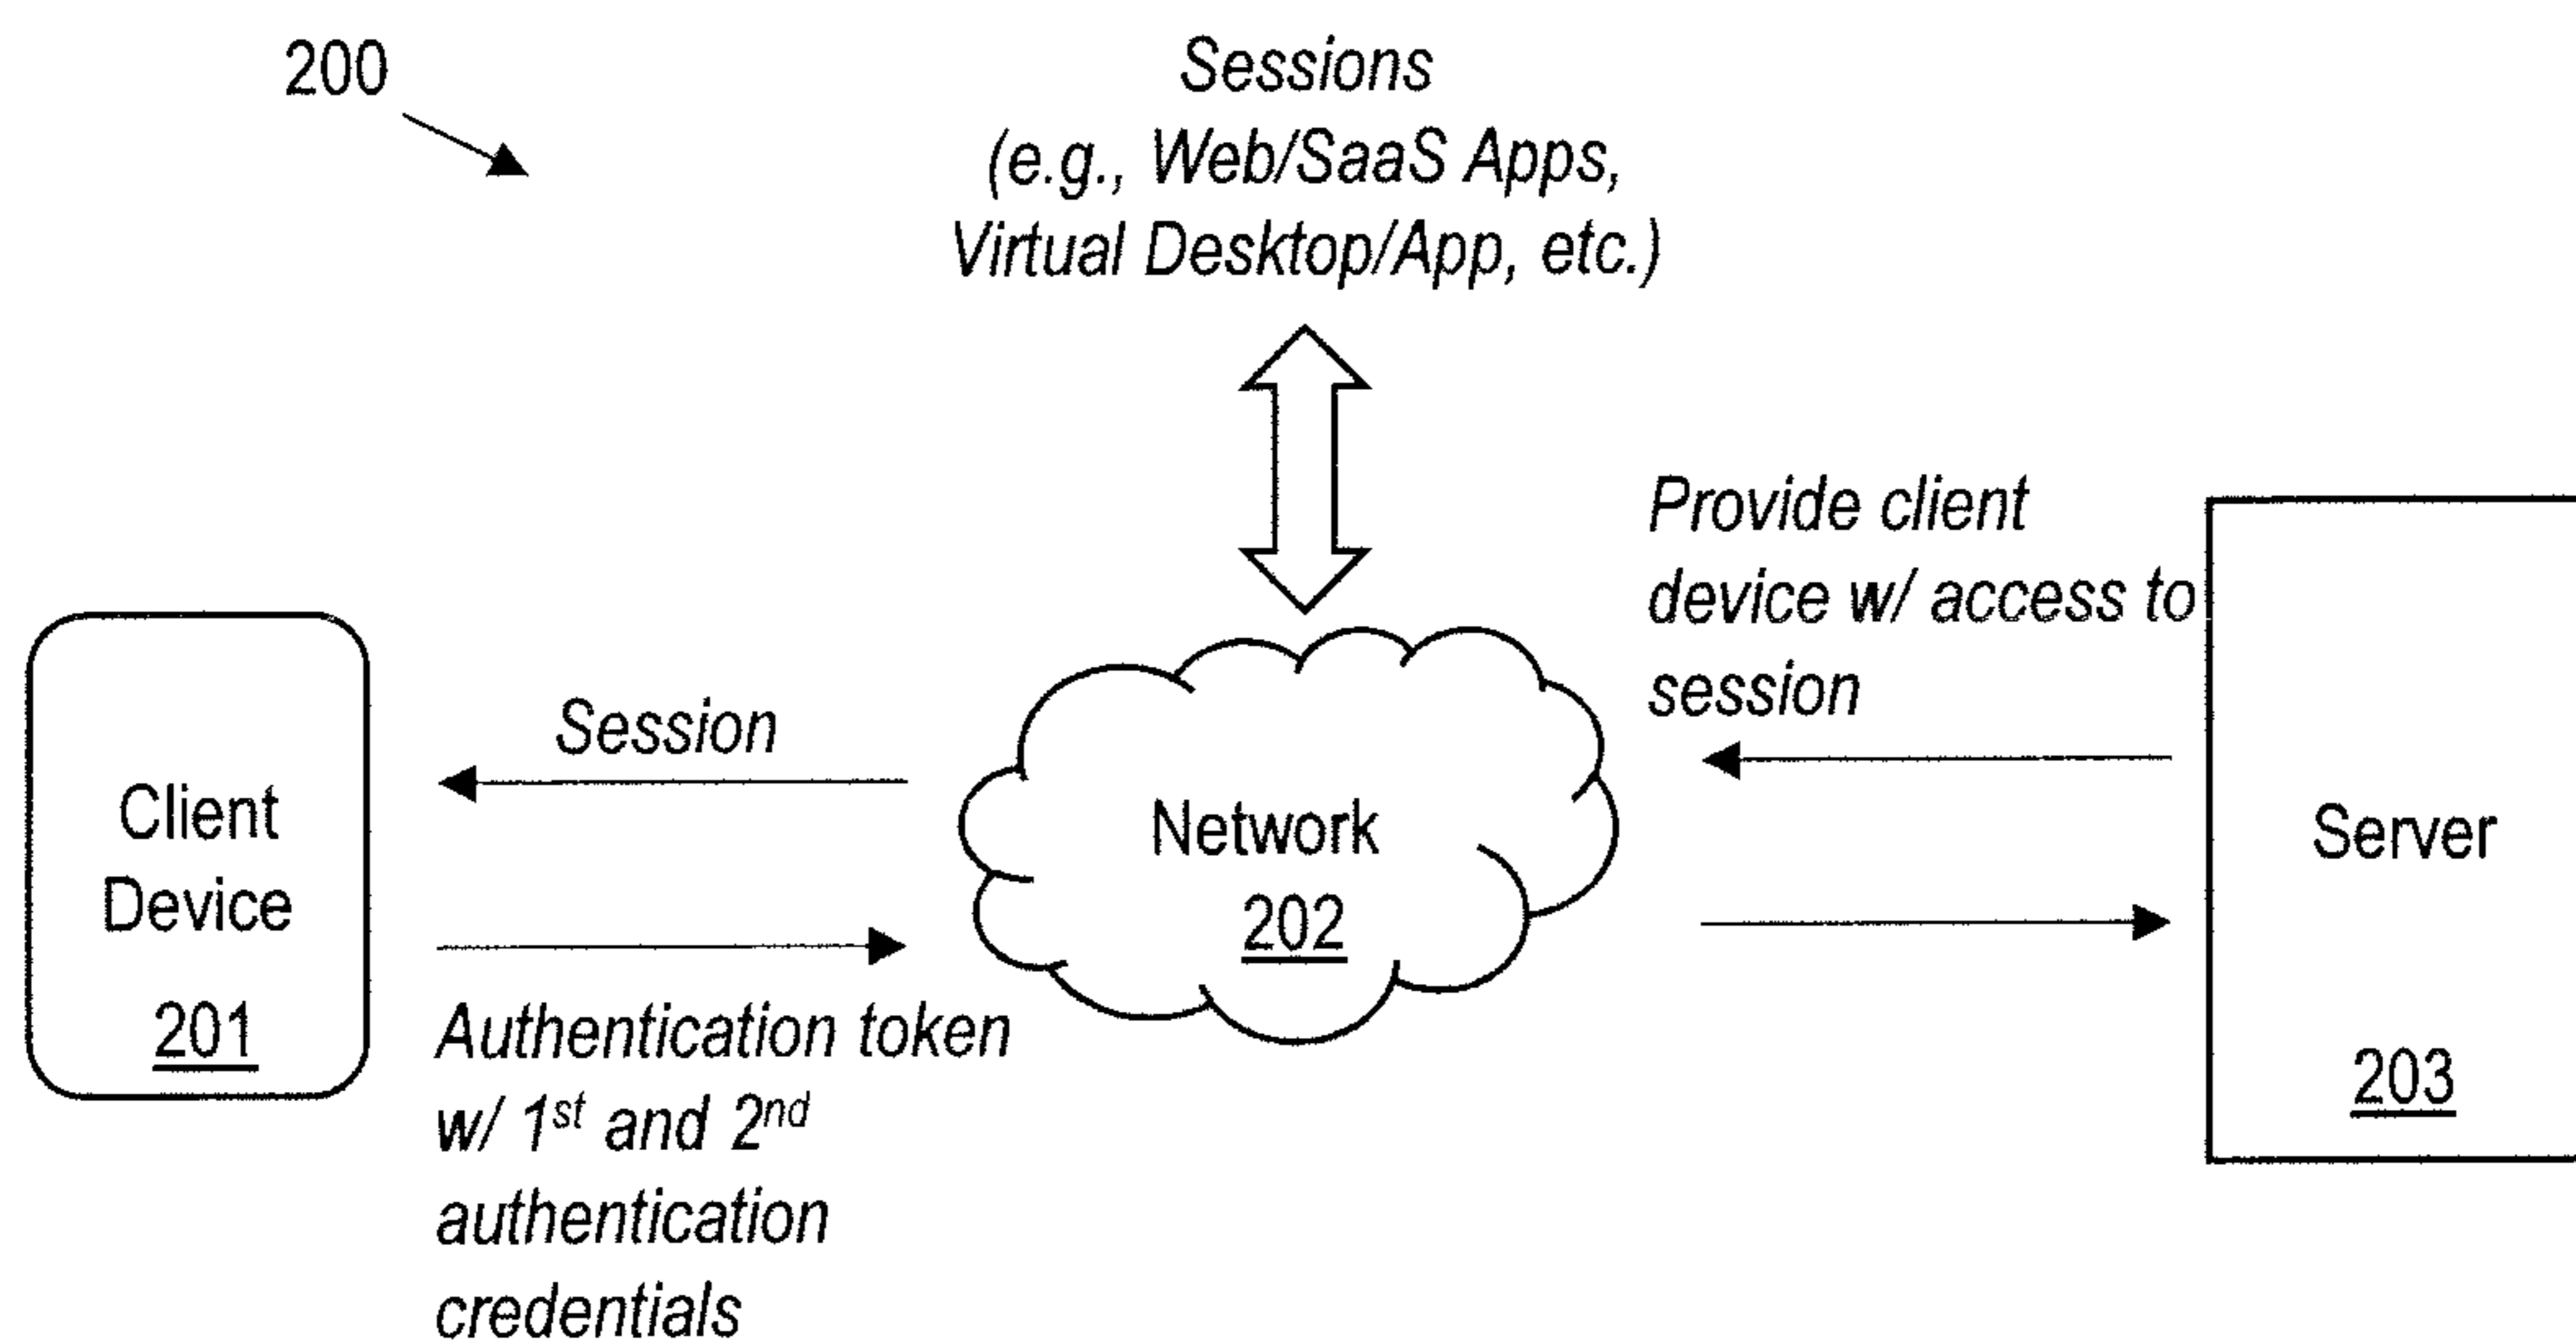 200
Sessions
(e.g., Web/SaaS Apps,
Virtual Desktop/App, etc.)
Provide client
device w/ access to
session
Session
Client
Device
201
Network
202
Server
203
Authentication token
w/ 1st and 2nd
authentication
credentials